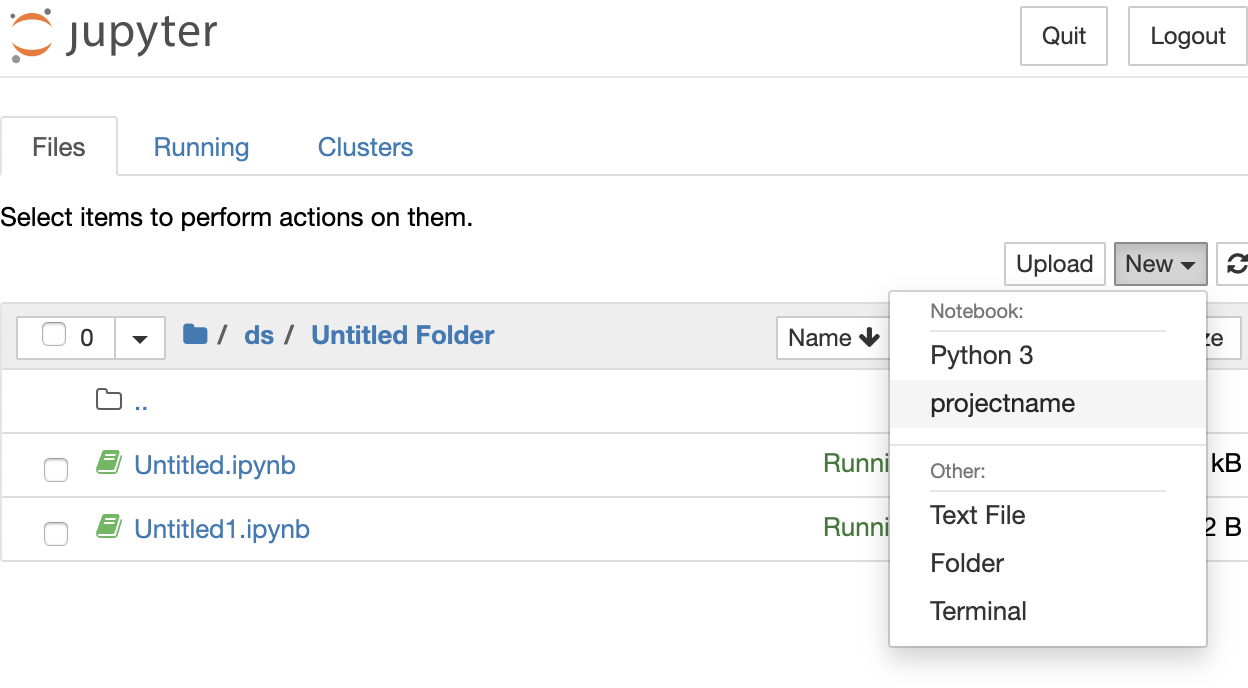 jupyter
Quit
Logout
Files
Running
Clusters
Select items to perform actions on them.
Upload
New
0
/ ds / Untitled Folder
Name
Notebook:
Python 3
projectname
Other:
Text File
Folder
Terminal
..
Untitled.ipynb
Runni
kB
Untitled1.ipynb
Runni
2 B